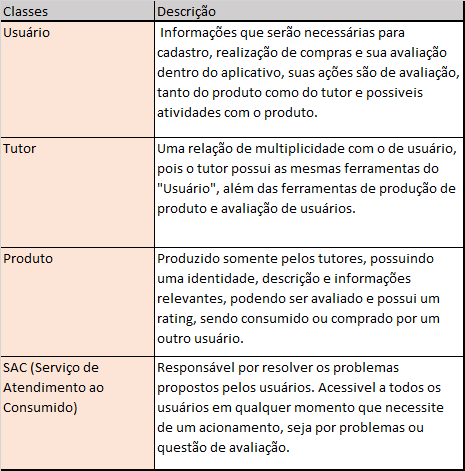 Classes
Descrição
Usuário
Informações que serão necessárias para
cadastro, realização de compras e sua avaliação
dentro do aplicativo, suas ações são de avaliação,
tanto do produto como do tutor e possiveis
atividades com o produto.
Tutor
Uma relação de multiplicidade com o de usuário,
pois o tutor possui as mesmas ferramentas do
"Usuário", além das ferramentas de produção de
produto e avaliação de usuários.
Produto
Produzido somente pelos tutores, possuindo
uma identidade, descrição e informações
relevantes, podendo ser avaliado e possui um
rating, sendo consumido ou comprado por um
outro usuário.
SAC (Serviço de
Atendimento ao
Consumido)
Responsável por resolver os problemas
propostos pelos usuários. Acessivel a todos os
usuários em qualquer momento que necessite
de um acionamento, seja por problemas ou
questão de avaliação.